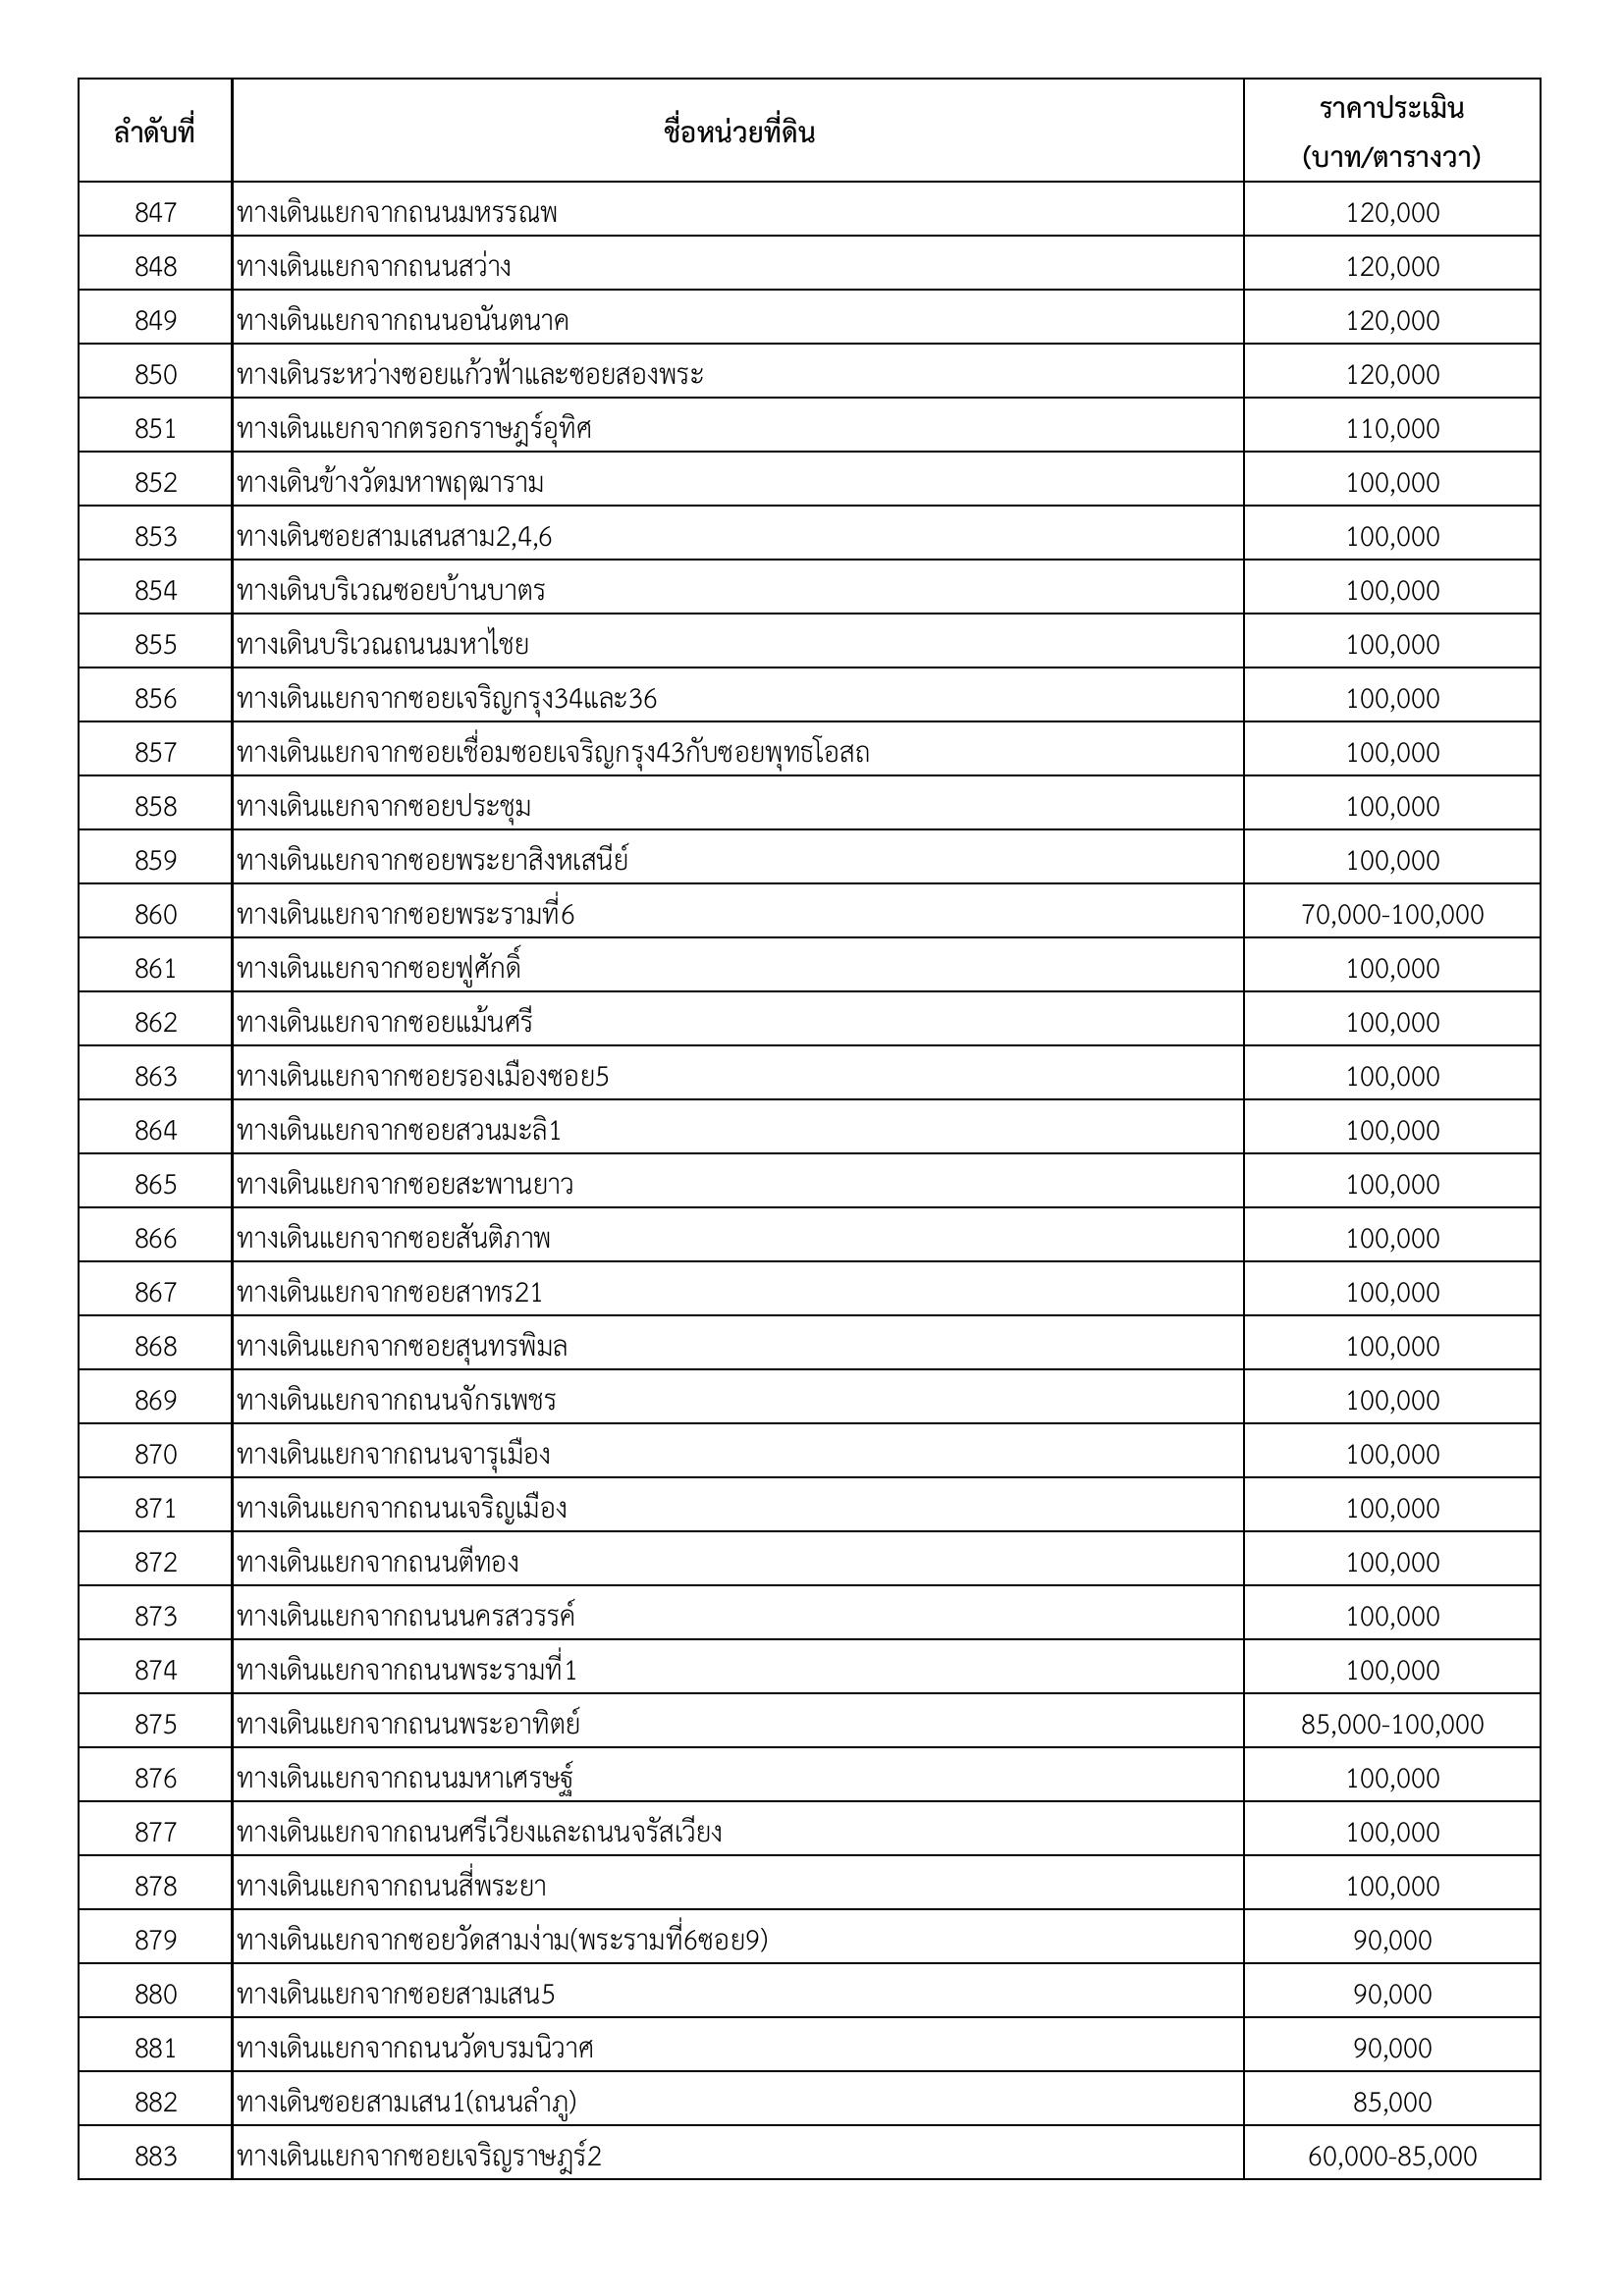 ลำดับที่ ชื่อหน่วยที่ดิน ราคาประเมิน
(บาท/ตารางวา)
847 ทางเดินแยกจากถนนมหรรณพ 120,000
848 ทางเดินแยกจากถนนสว่าง 120,000
849 ทางเดินแยกจากถนนอนันตนาค 120,000
850 ทางเดินระหว่างซอยแก้วฟ้าและซอยสองพระ 120,000
851 ทางเดินแยกจากตรอกราษฎร์อุทิศ 110,000
852 ทางเดินข้างวัดมหาพฤฒาราม 100,000
853 ทางเดินซอยสามเสนสาม2,4,6 100,000
854 ทางเดินบริเวณซอยบ้านบาตร 100,000
855 ทางเดินบริเวณถนนมหาไชย 100,000
856 ทางเดินแยกจากซอยเจริญกรุง34และ36 100,000
857 ทางเดินแยกจากซอยเชื่อมซอยเจริญกรุง43กับซอยพุทธโอสถ 100,000
858 ทางเดินแยกจากซอยประชุม 100,000
859 ทางเดินแยกจากซอยพระยาสิงหเสนีย์ 100,000
860 ทางเดินแยกจากซอยพระรามที่6 70,000-100,000
861 ทางเดินแยกจากซอยฟูศักดิ์ 100,000
862 ทางเดินแยกจากซอยแม้นศรี 100,000
863 ทางเดินแยกจากซอยรองเมืองซอย5 100,000
864 ทางเดินแยกจากซอยสวนมะลิ1 100,000
865 ทางเดินแยกจากซอยสะพานยาว 100,000
866 ทางเดินแยกจากซอยสันติภาพ 100,000
867 ทางเดินแยกจากซอยสาทร21 100,000
868 ทางเดินแยกจากซอยสุนทรพิมล 100,000
869 ทางเดินแยกจากถนนจักรเพชร 100,000
870 ทางเดินแยกจากถนนจารุเมือง 100,000
871 ทางเดินแยกจากถนนเจริญเมือง 100,000
872 ทางเดินแยกจากถนนตีทอง 100,000
873 ทางเดินแยกจากถนนนครสวรรค์ 100,000
874 ทางเดินแยกจากถนนพระรามที่1 100,000
875 ทางเดินแยกจากถนนพระอาทิตย์ 85,000-100,000
876 ทางเดินแยกจากถนนมหาเศรษฐ์ 100,000
877 ทางเดินแยกจากถนนศรีเวียงและถนนจรัสเวียง 100,000
878 ทางเดินแยกจากถนนสี่พระยา 100,000
879 ทางเดินแยกจากซอยวัดสามง่าม(พระรามที่6ซอย9) 90,000
880 ทางเดินแยกจากซอยสามเสน5 90,000
881 ทางเดินแยกจากถนนวัดบรมนิวาศ 90,000
882 ทางเดินซอยสามเสน1(ถนนลำภู) 85,000
883 ทางเดินแยกจากซอยเจริญราษฎร์2 60,000-85,000